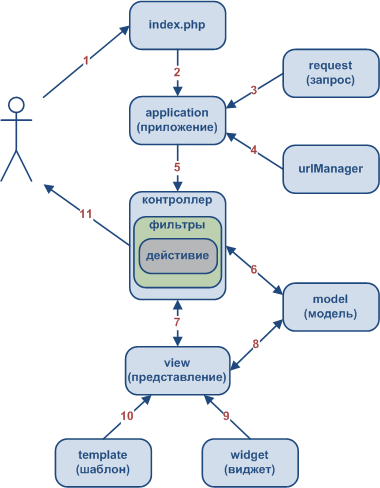 index.php
1
2
request
(запрос)
3
application
(приложение)
4
urlManager
5
контроллер
фильтры
дейстивие
11
6
model
(модель)
7
8
view
(представление)
10
9
template
(шаблон)
widget
(виджет)